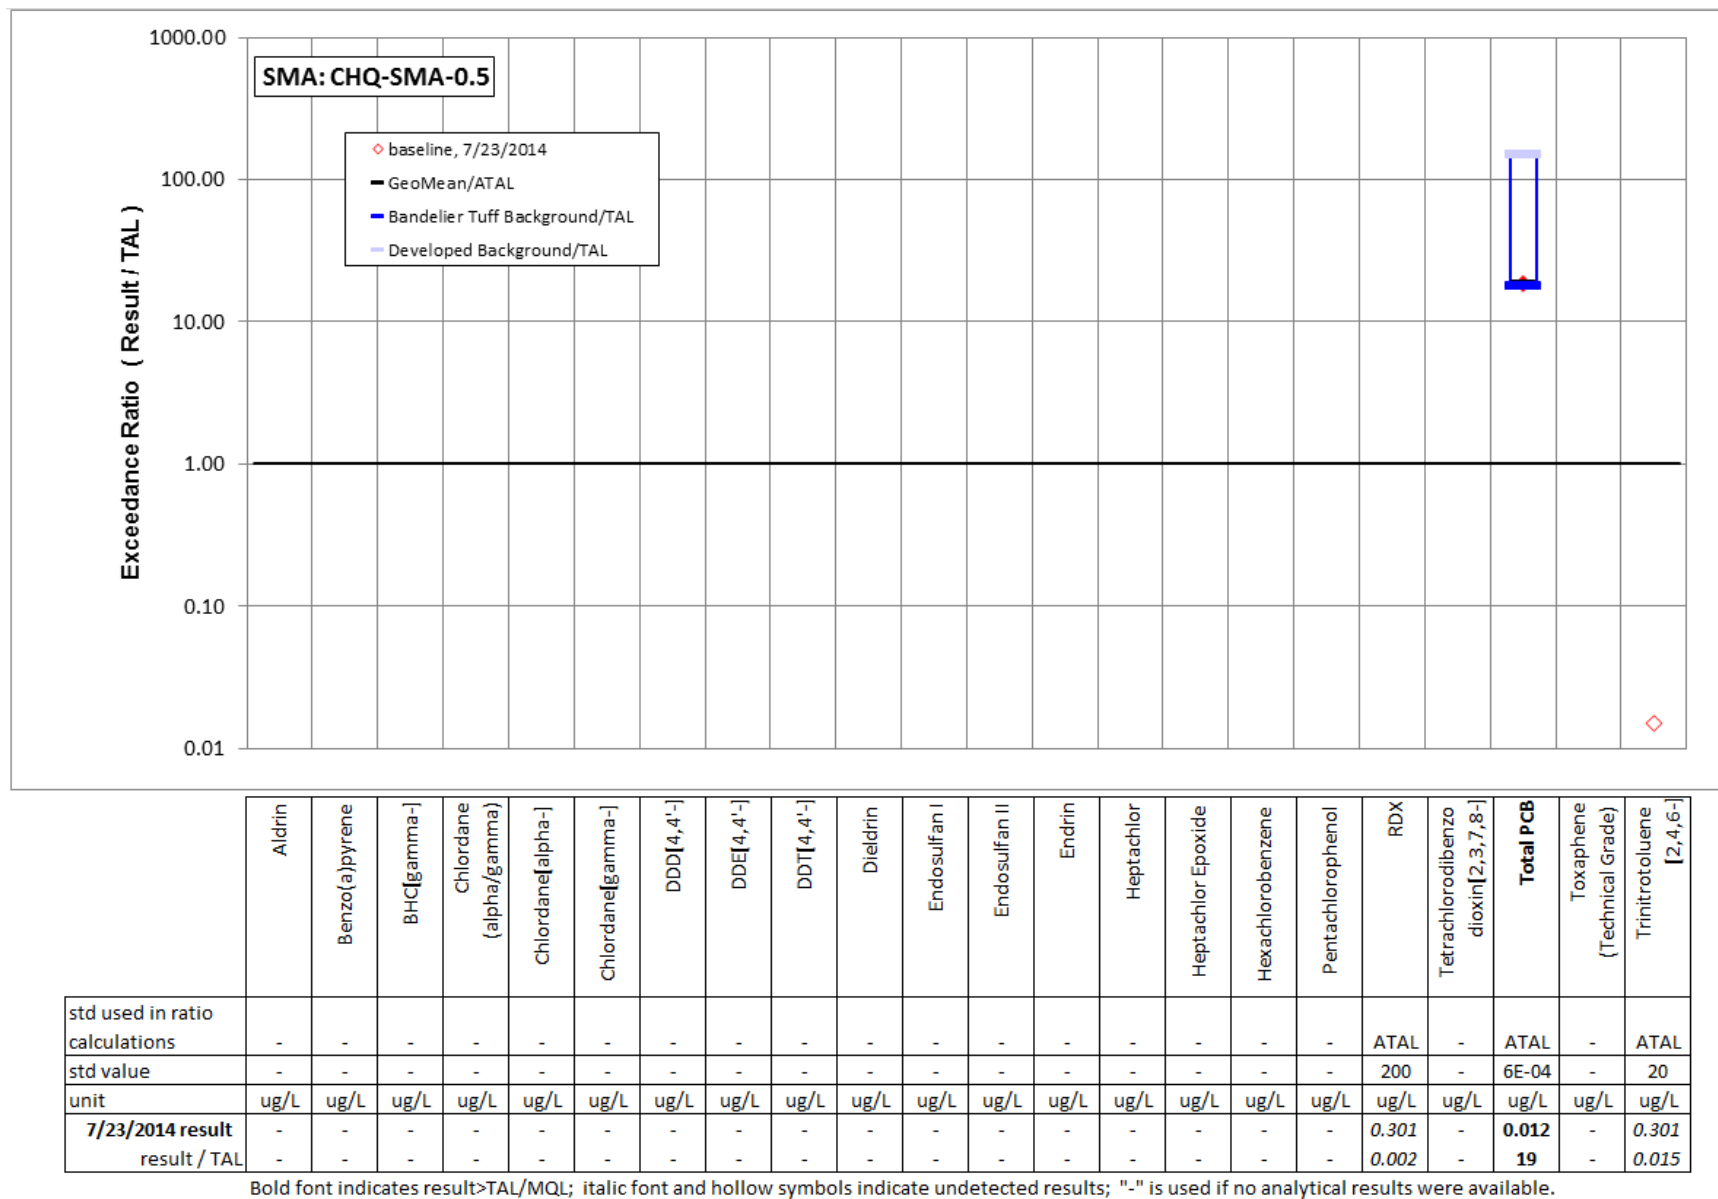 1000.00
SMA: CHQ-SMA-0.5
baseline, 7/23/2014
GeoMean/ATAL
Bandelier Tuff Background/TAL
Developed Background/TAL
100.00
10.00
1.00
0.10
0.01
Exceedance Ratio ( Result / TAL )
Aldrin
Benzo(a)pyrene
BHC[gamma-]
Chlordane
(alpha/gamma)
Chlordane[alpha-]
Chlordane[gamma-]
DDD[4,4'-]
DDE[4,4'-]
DDT[4,4'-]
Dieldrin
Endosulfan I
Endosulfan II
Endrin
Heptachlor
Heptachlor Epoxide
Hexachlorobenzene
Pentachlorophenol
RDX
Tetrachlorodibenzo
dioxin[2,3,7,8-]
Total PCB
Toxaphene
(Technical Grade)
Trinitrotoluene
[2,4,6-]
std used in ratio
calculations - - - - - - - - - - - - - - - - - ATAL - ATAL - ATAL
std value - - - - - - - - - - - - - - - - - 200 - 6E-04 - 20
unit ug/L ug/L ug/L ug/L ug/L ug/L ug/L ug/L ug/L ug/L ug/L ug/L ug/L ug/L ug/L ug/L ug/L ug/L ug/L ug/L ug/L ug/L
7/23/2014 result - - - - - - - - - - - - - - - - - 0.301 - 0.012 - 0.301
result / TAL - - - - - - - - - - - - - - - - - 0.002 - 19 - 0.015
Bold font indicates result>TAL/MQL; italic font and hollow symbols indicate undetected results; "-" is used if no analytical results were available.